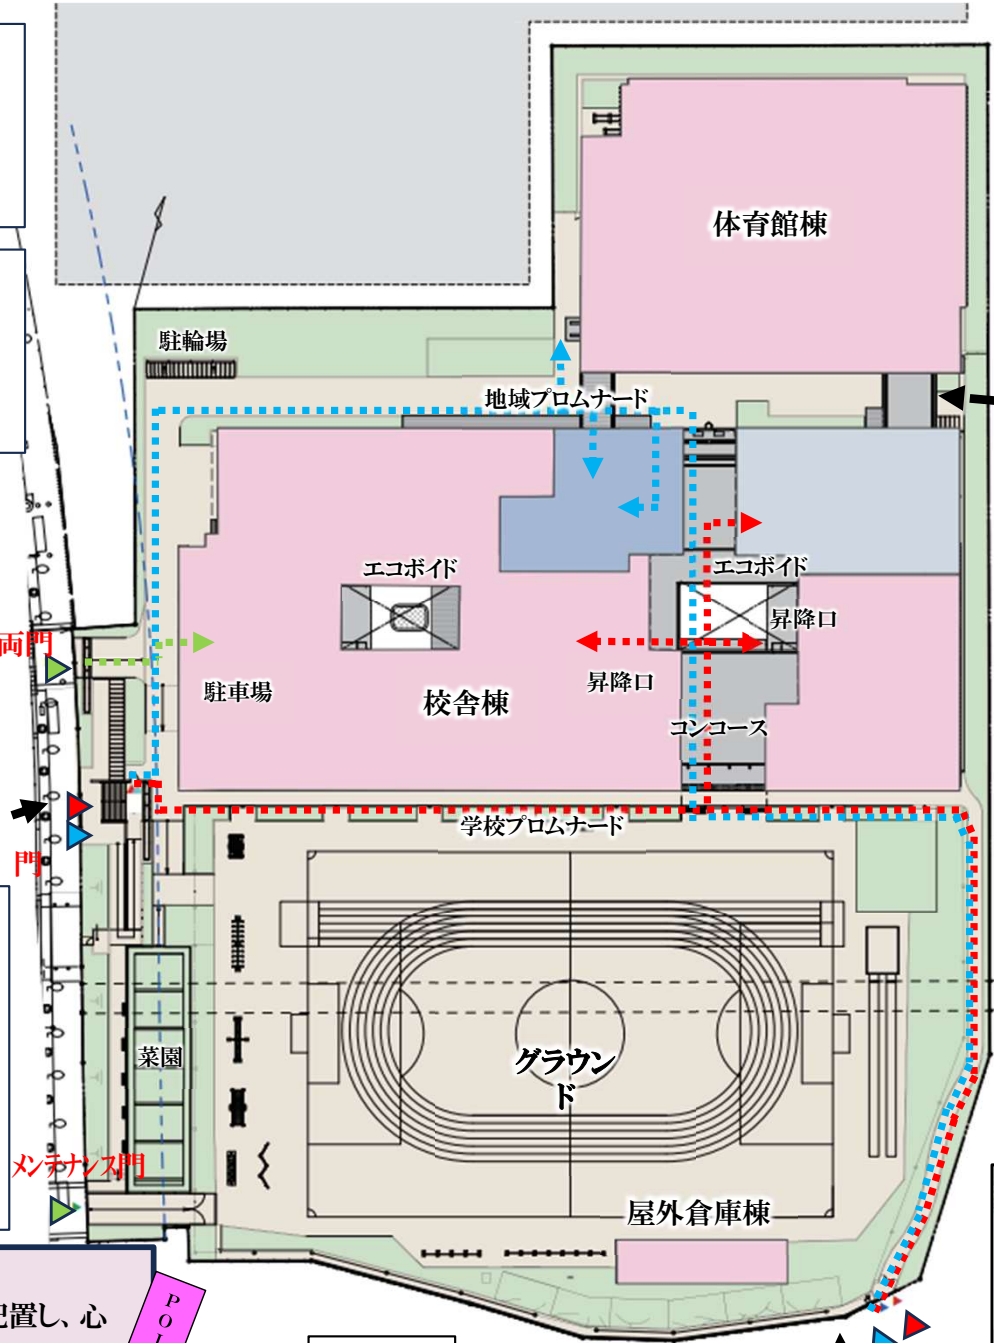 体育館棟
駐輪場
地域プロムナード
エコボイド
エコボイド
昇降口
両門
昇降口
駐車場
校舎棟
コンコース
学校プロムナード
門
菜園
グラウン
ド
メンテナンス門
屋外倉庫棟
配置し、心
PO